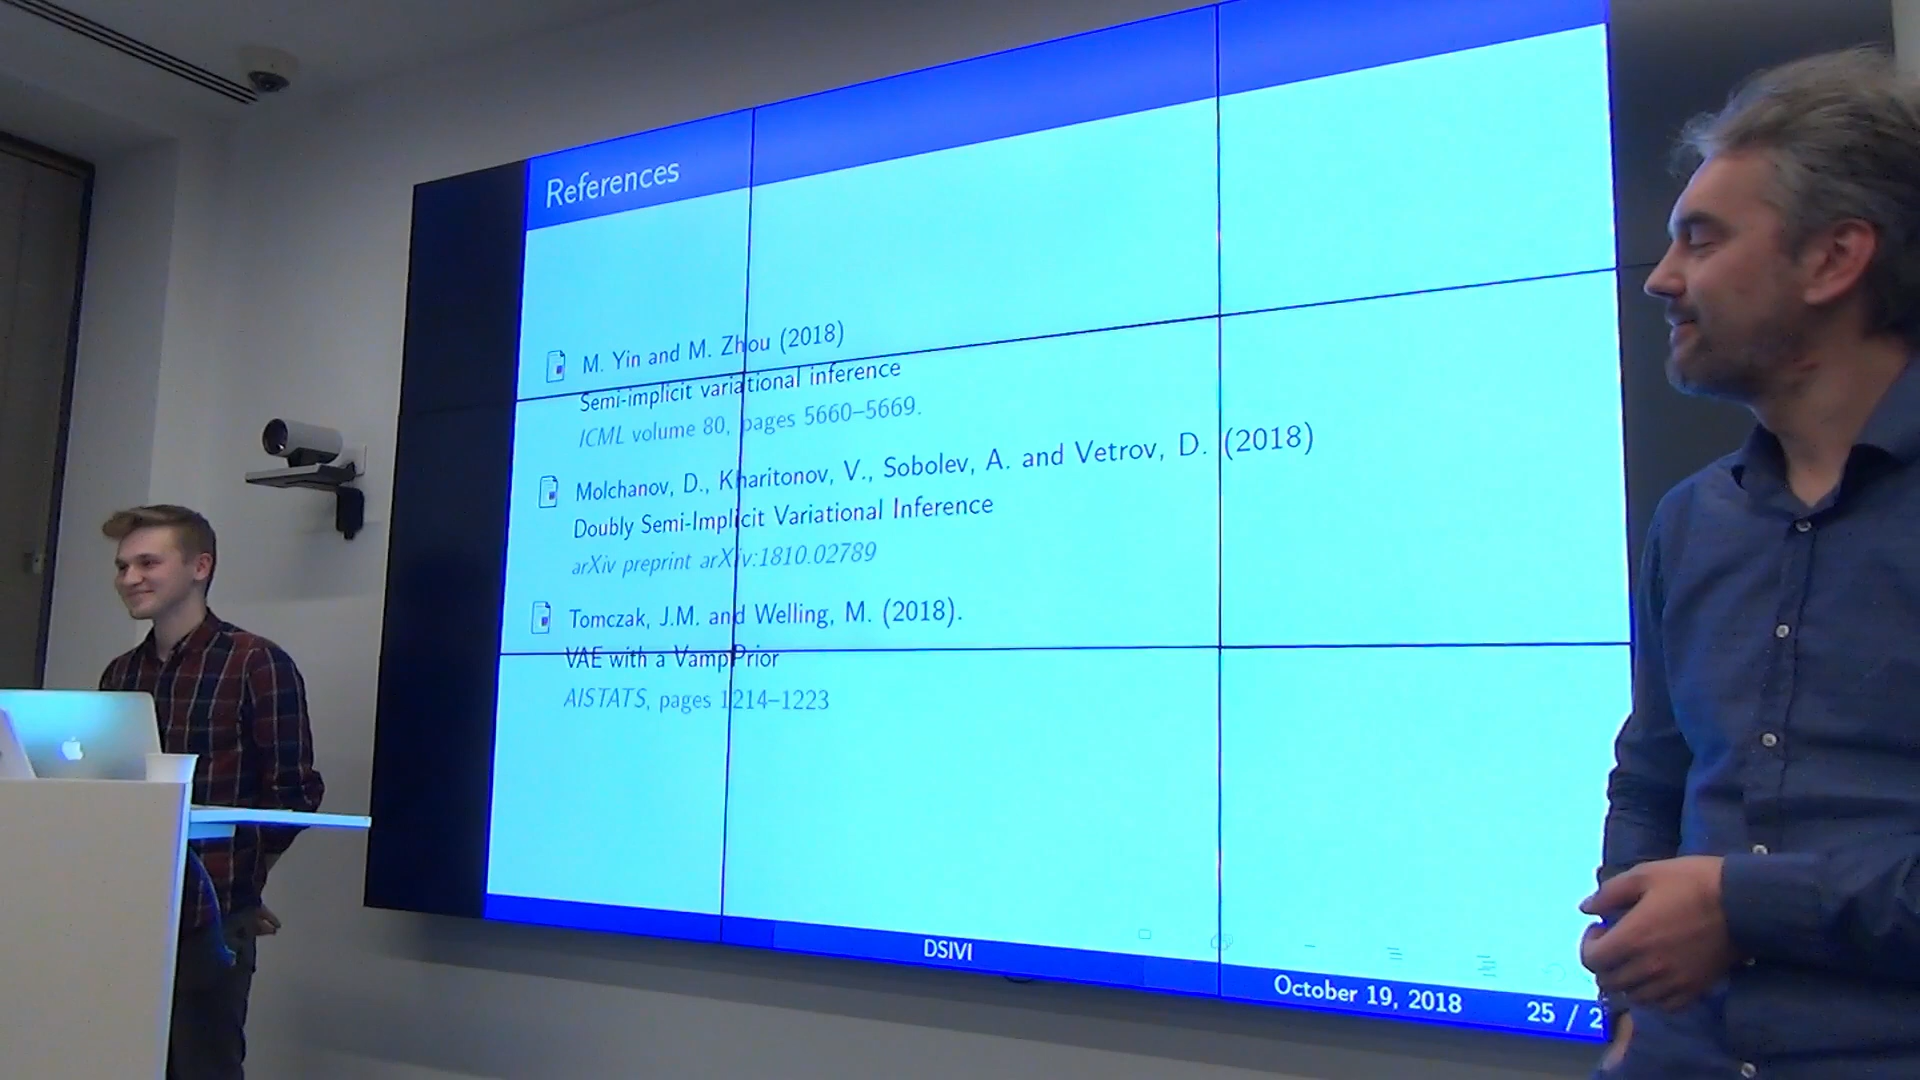 References
M. Yin and M. Zhou (2018)
Semi-implicit variational inference
ICML volume 80, pages 5660–5669.
Molchanov, D., Kharitonov, V., Sobolev, A. and Vetrov, D. (2018)
Doubly Semi-Implicit Variational Inference
arXiv preprint arXiv:1810.02789
Tomczak, J.M. and Welling, M. (2018).
VAE with a VampPrior
AISTATS, pages 1214–1223
DSIVI
October 19, 2018
25 / 2